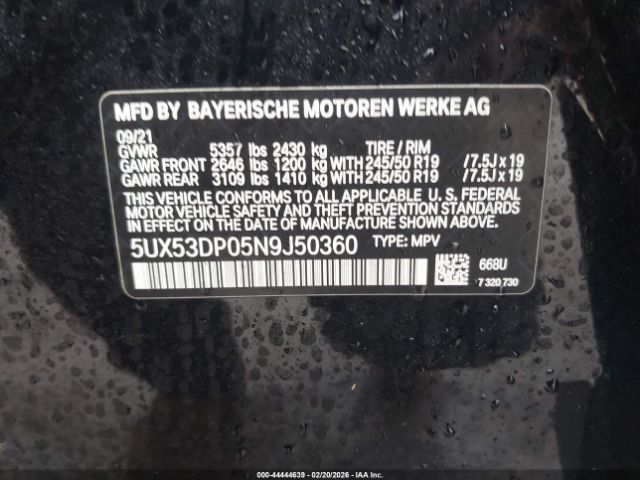 MFD BY BAYERISCHE MOTOREN WERKE AG
09/21
GVWR 5357 lbs 2430 kg TIRE / RIM
GAWR FRONT 2646 lbs 1200 kg WITH 245/50 R19 /7.5J x 19
GAWR REAR 3109 lbs 1410 kg WITH 245/50 R19 /7.5J x 19
THIS VEHICLE CONFORMS TO ALL APPLICABLE U. S. FEDERAL
MOTOR VEHICLE SAFETY AND THEFT PREVENTION STANDARDS
IN EFFECT ON THE DATE OF MANUFACTURE SHOWN ABOVE.
5UX53DP05N9J50360 TYPE: MPV
668U
7 320 730
000-44444639 | 02/20/2026 – IAA Inc.